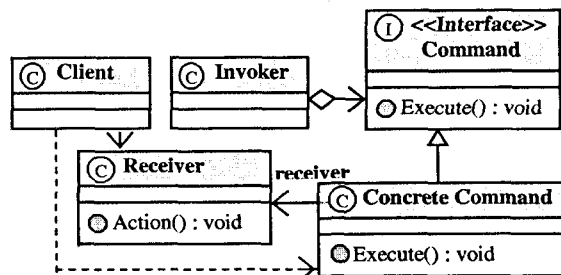 I <<Interface>>
Command
C Client
C Invoker
Execute() : void
C Receiver
receiver
Action() : void
C Concrete Command
Execute() : void